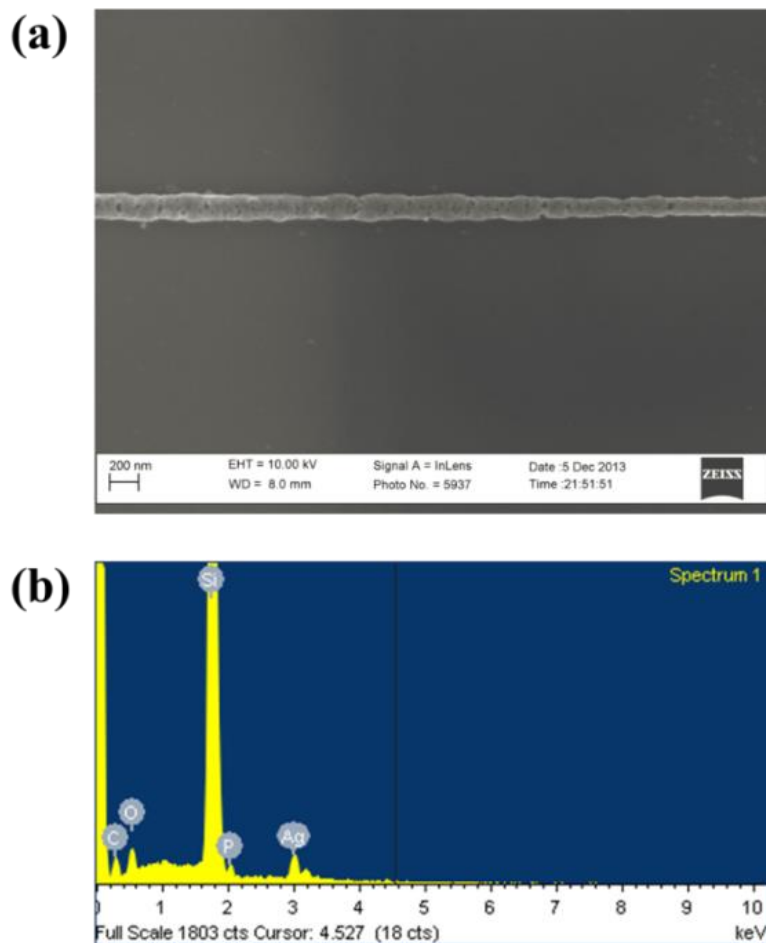 (a)
200 nm EHT = 10.00 kV Signal A = InLens Date :5 Dec 2013 ZEISS
WD = 8.0 mm Photo No. = 5937 Time :21:51:51
(b)
Spectrum 1
Si
O
C P Ag
0 1 2 3 4 5 6 7 8 9 10
Full Scale 1803 cts Cursor: 4.527 (18 cts) keV